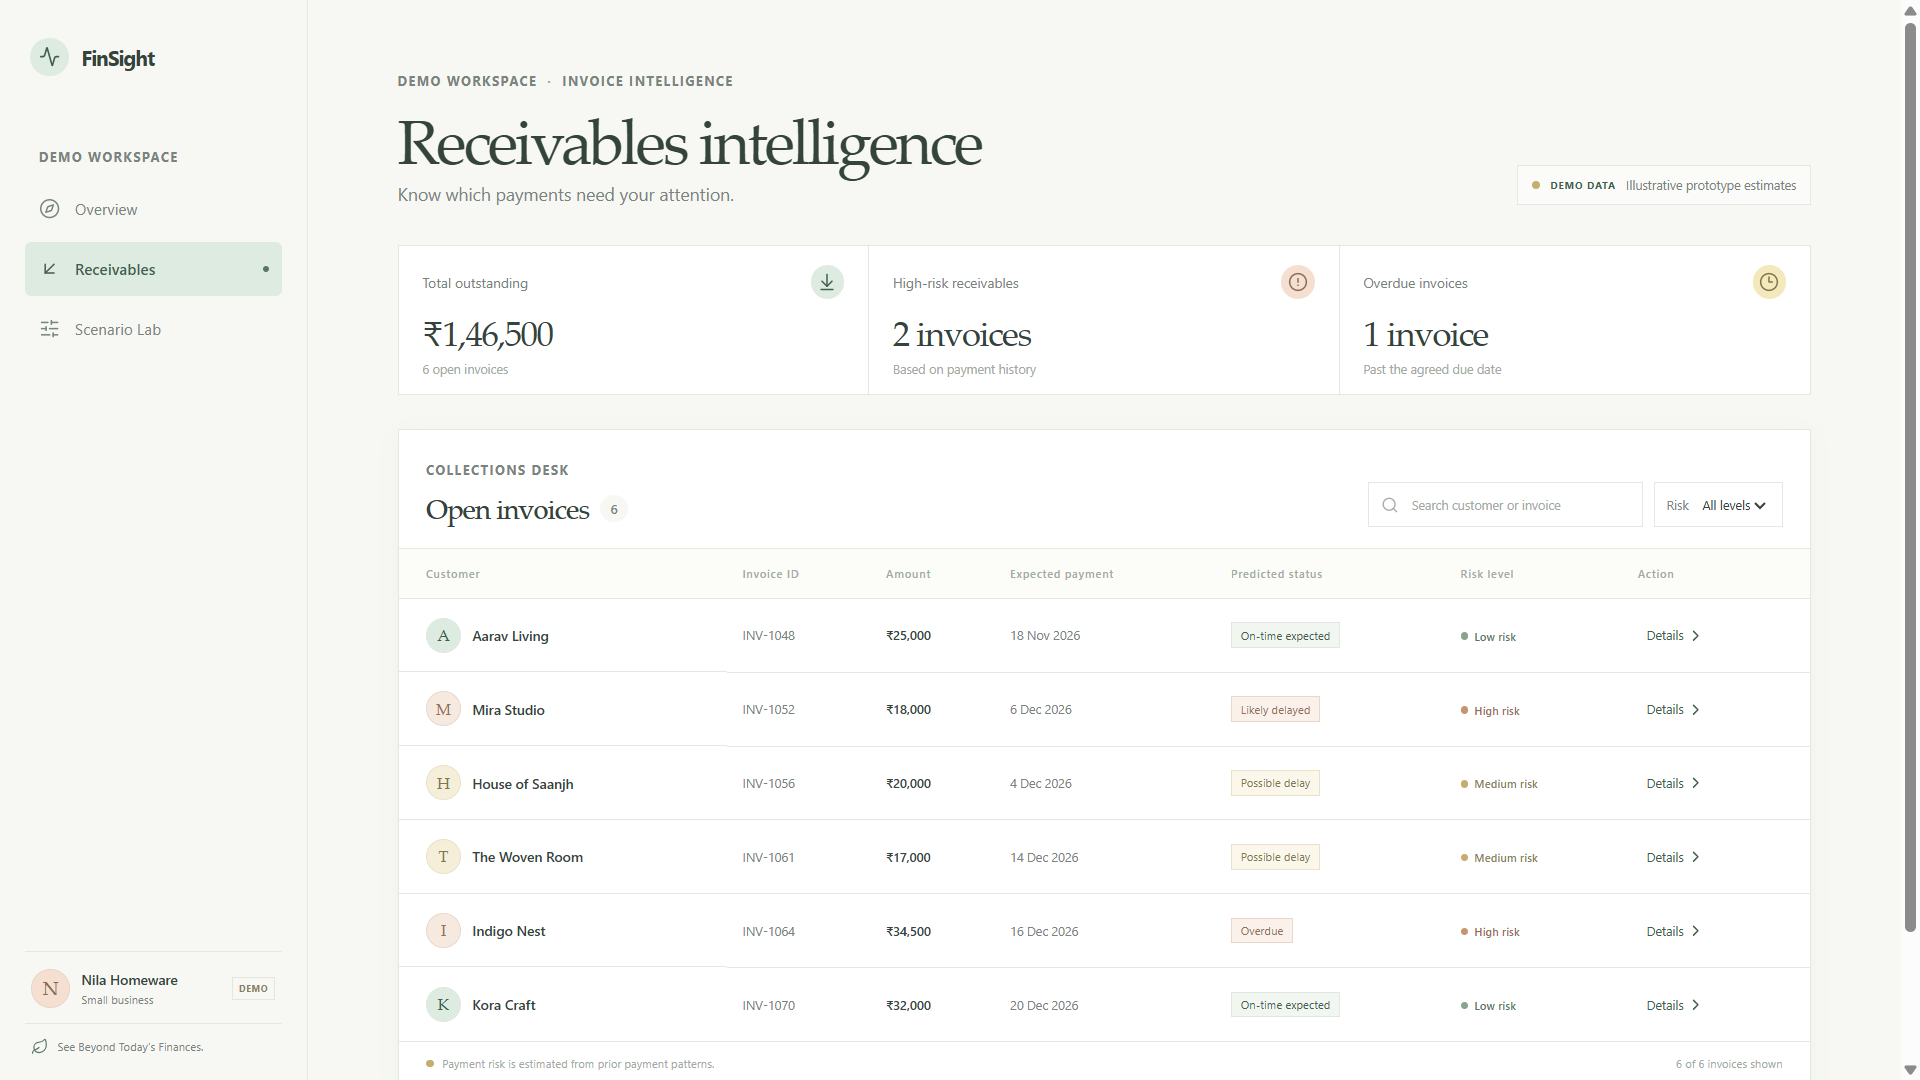 FinSight
DEMO WORKSPACE
Overview
Receivables
Scenario Lab
N
Nila Homeware
Small business
DEMO
See Beyond Today's Finances.
DEMO WORKSPACE · INVOICE INTELLIGENCE
Receivables intelligence
Know which payments need your attention.
DEMO DATA Illustrative prototype estimates
Total outstanding
₹1,46,500
6 open invoices
High-risk receivables
2 invoices
Based on payment history
Overdue invoices
1 invoice
Past the agreed due date
COLLECTIONS DESK
Open invoices 6
Search customer or invoice
Risk All levels
Customer Invoice ID Amount Expected payment Predicted status Risk level Action
A Aarav Living INV-1048 ₹25,000 18 Nov 2026 On-time expected Low risk Details
M Mira Studio INV-1052 ₹18,000 6 Dec 2026 Likely delayed High risk Details
H House of Saanjh INV-1056 ₹20,000 4 Dec 2026 Possible delay Medium risk Details
T The Woven Room INV-1061 ₹17,000 14 Dec 2026 Possible delay Medium risk Details
I Indigo Nest INV-1064 ₹34,500 16 Dec 2026 Overdue High risk Details
K Kora Craft INV-1070 ₹32,000 20 Dec 2026 On-time expected Low risk Details
Payment risk is estimated from prior payment patterns.
6 of 6 invoices shown